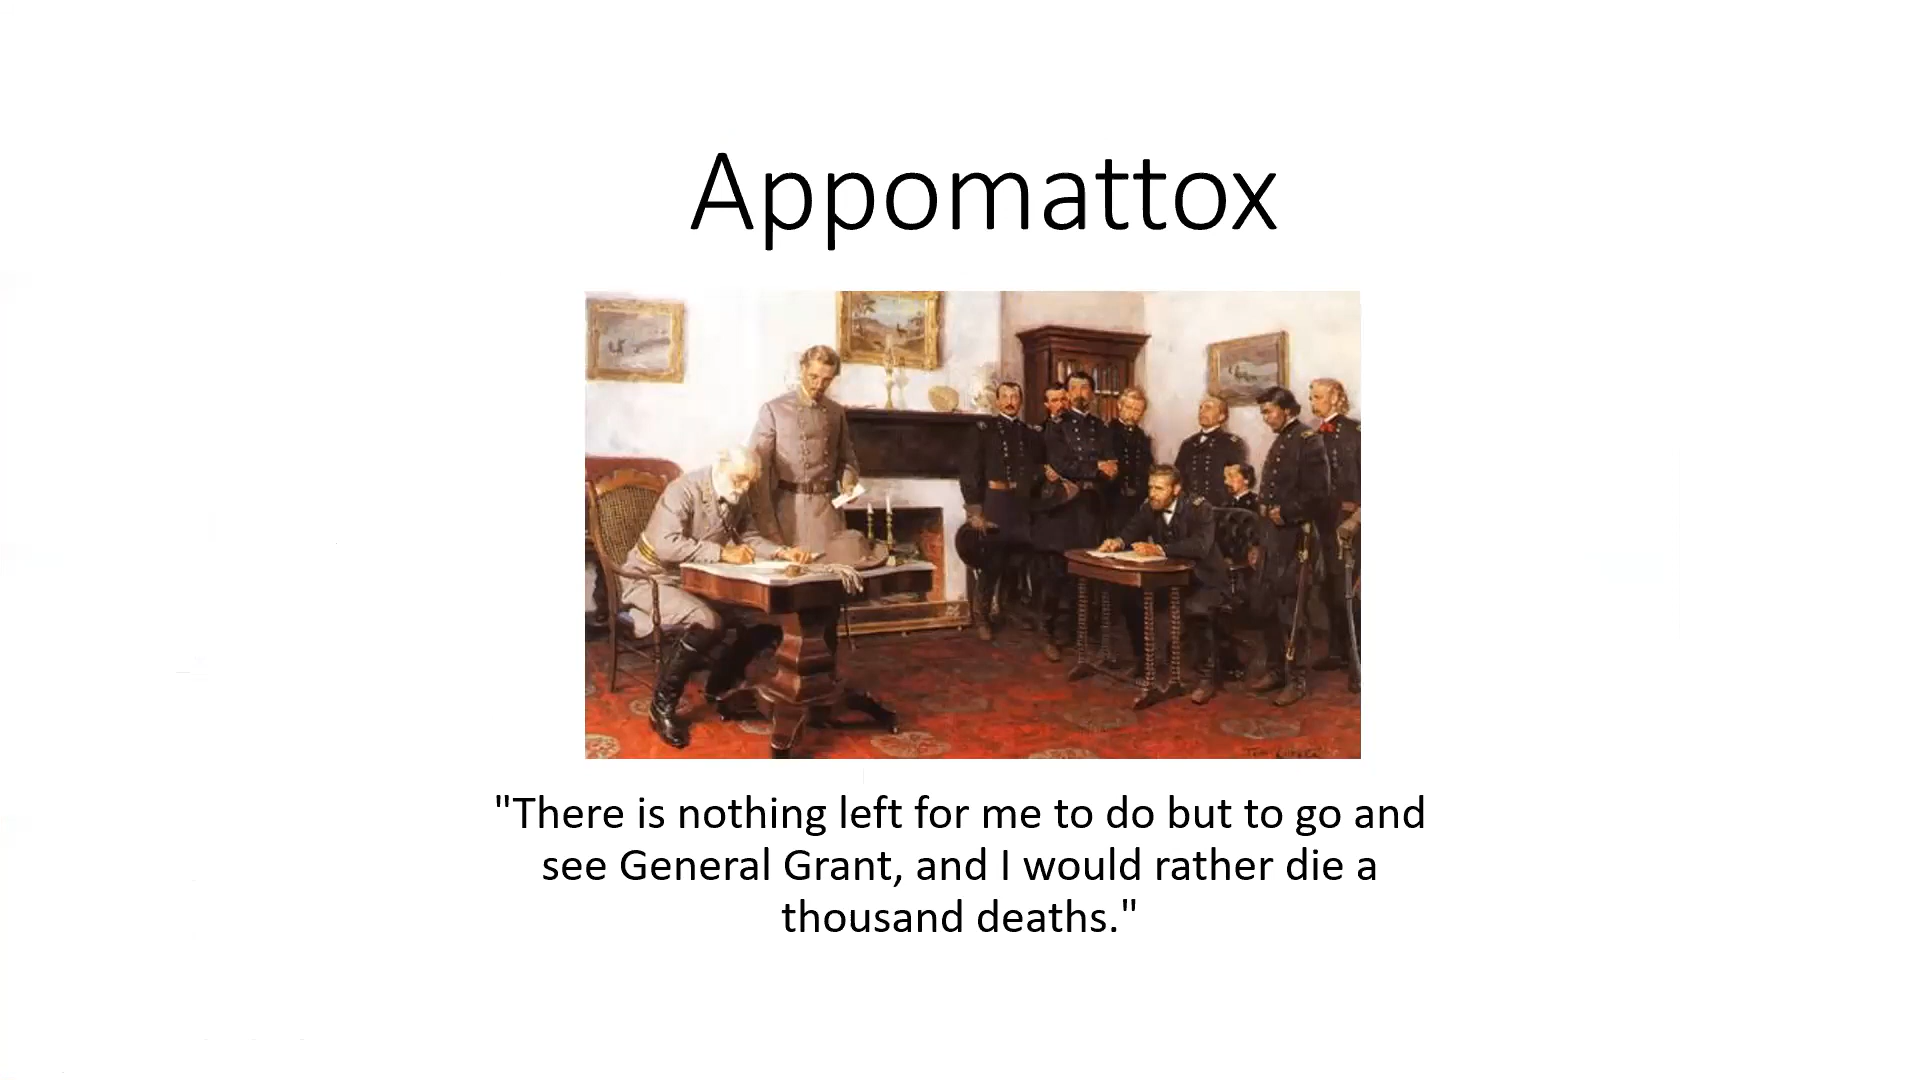 Appomattox
"There is nothing left for me to do but to go and
see General Grant, and I would rather die a
thousand deaths."